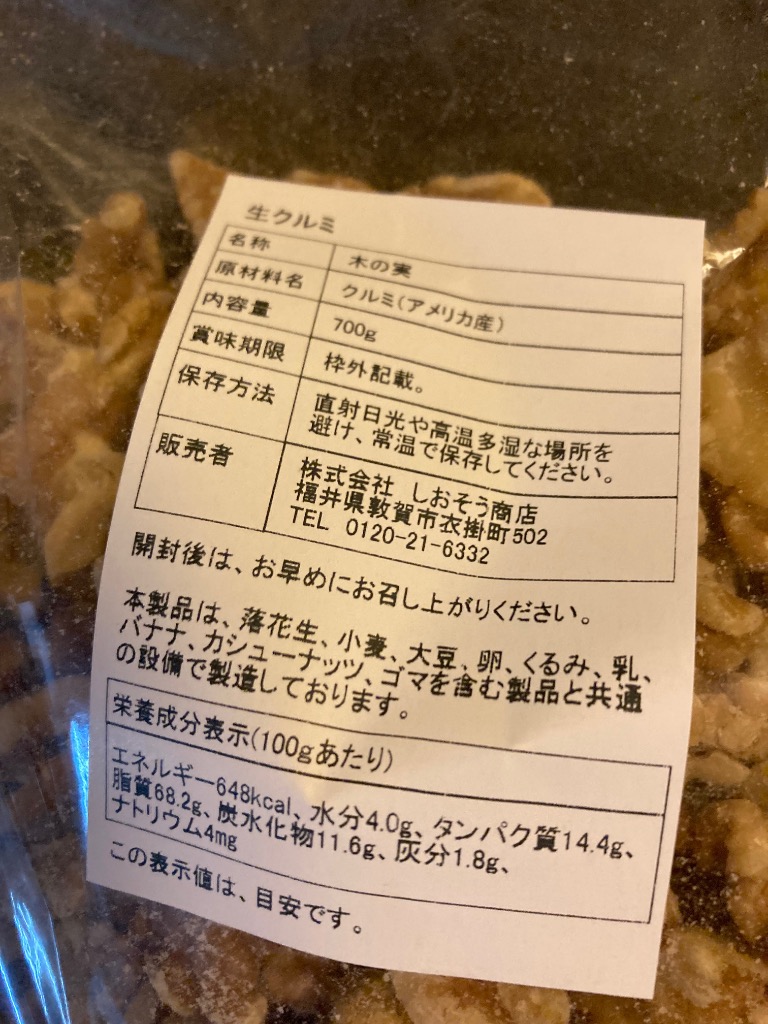 生クルミ
名称 木の実
原材料名 クルミ(アメリカ産)
内容量 700g
賞味期限 枠外記載。
保存方法 直射日光や高温多湿な場所を
避け、常温で保存してください。
販売者 株式会社 しおそう商店
福井県敦賀市衣掛町502
TEL 0120-21-6332
開封後は、お早めにお召し上がりください。
本製品は、落花生、小麦、大豆、卵、くるみ、乳、
バナナ、カシューナッツ、ゴマを含む製品と共通
の設備で製造しております。
栄養成分表示(100gあたり)
エネルギー648kcal、水分4.0g、タンパク質14.4g、
脂質68.2g、炭水化物11.6g、灰分1.8g、
ナトリウム4mg
この表示値は、目安です。